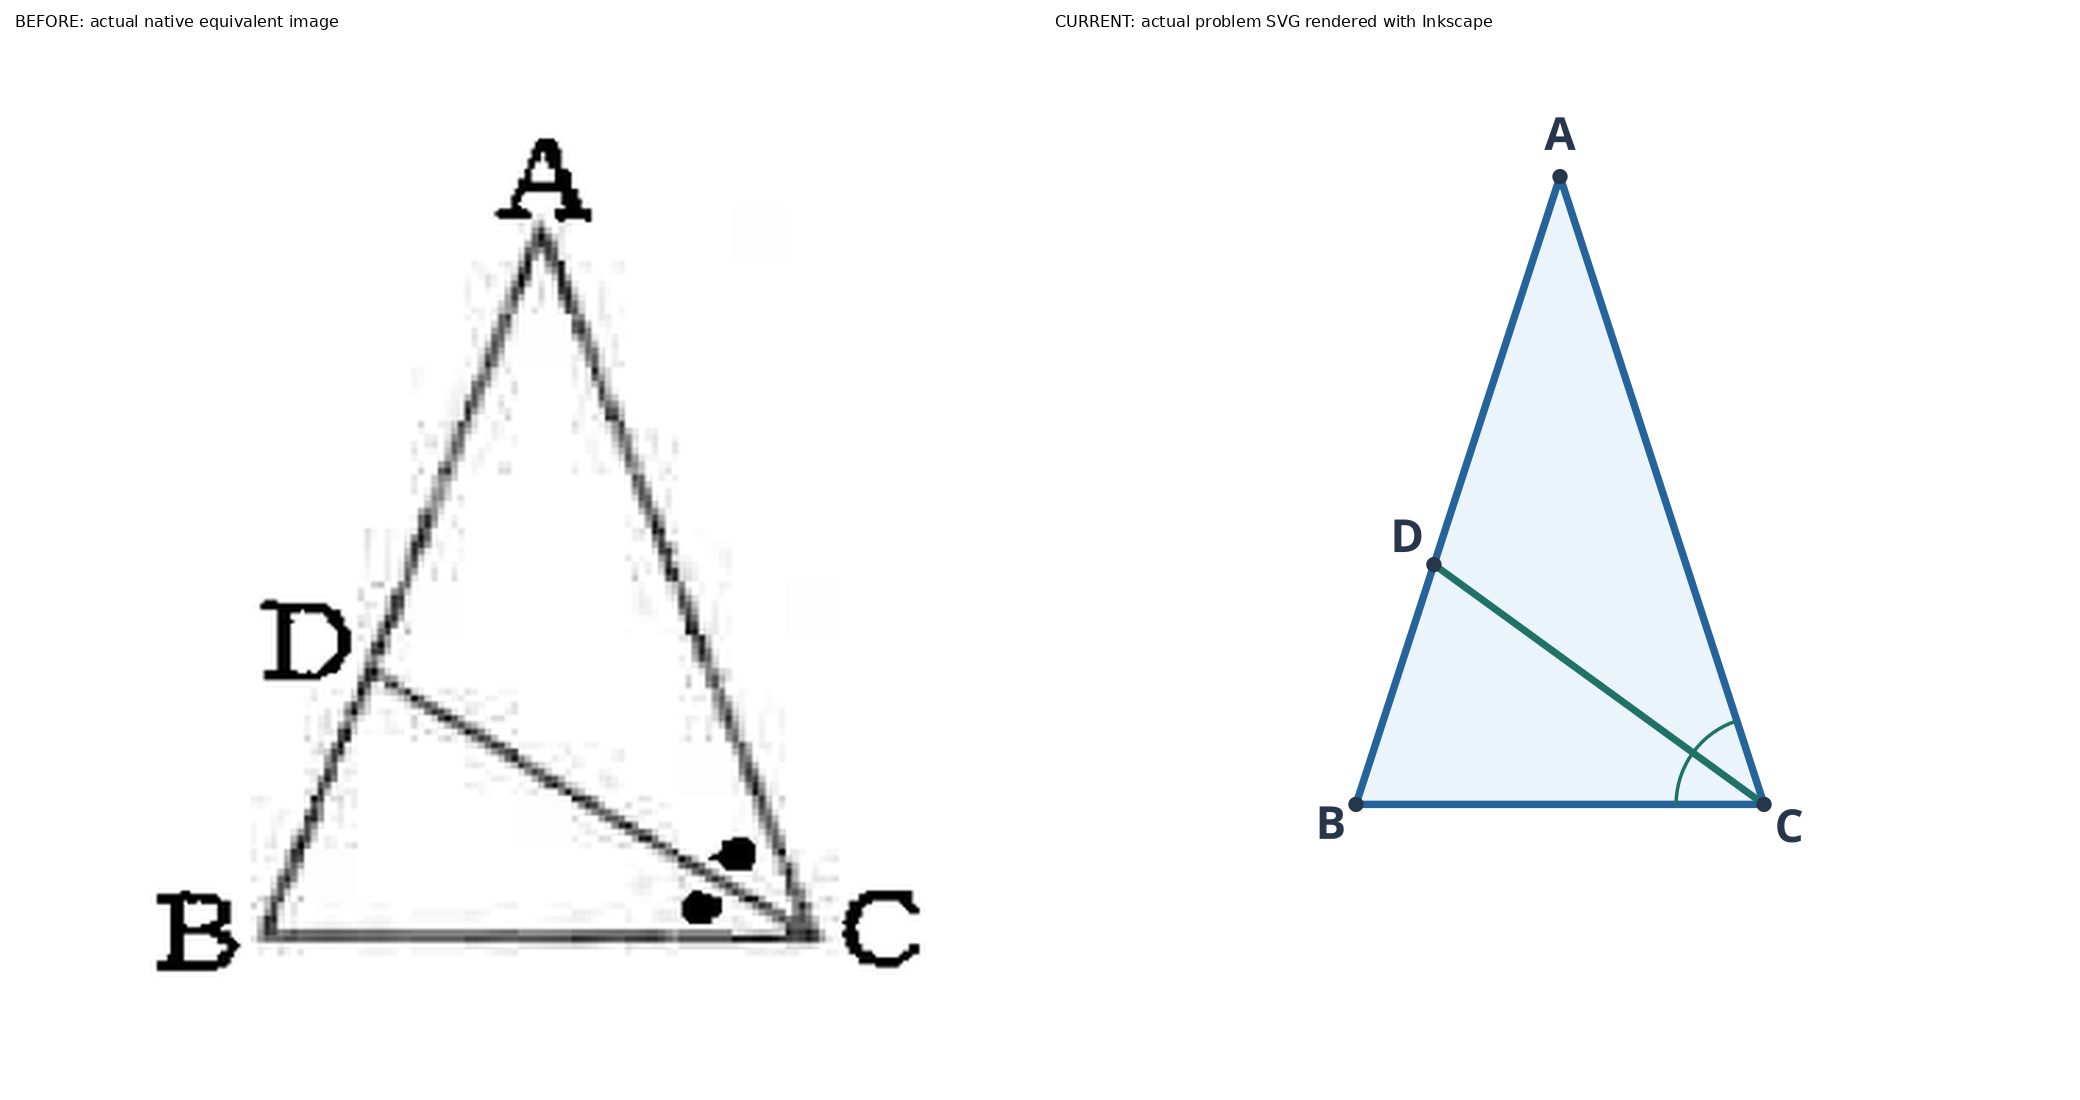 BEFORE: actual native equivalent image
A
D
B
C
CURRENT: actual problem SVG rendered with Inkscape
A
D
B
C